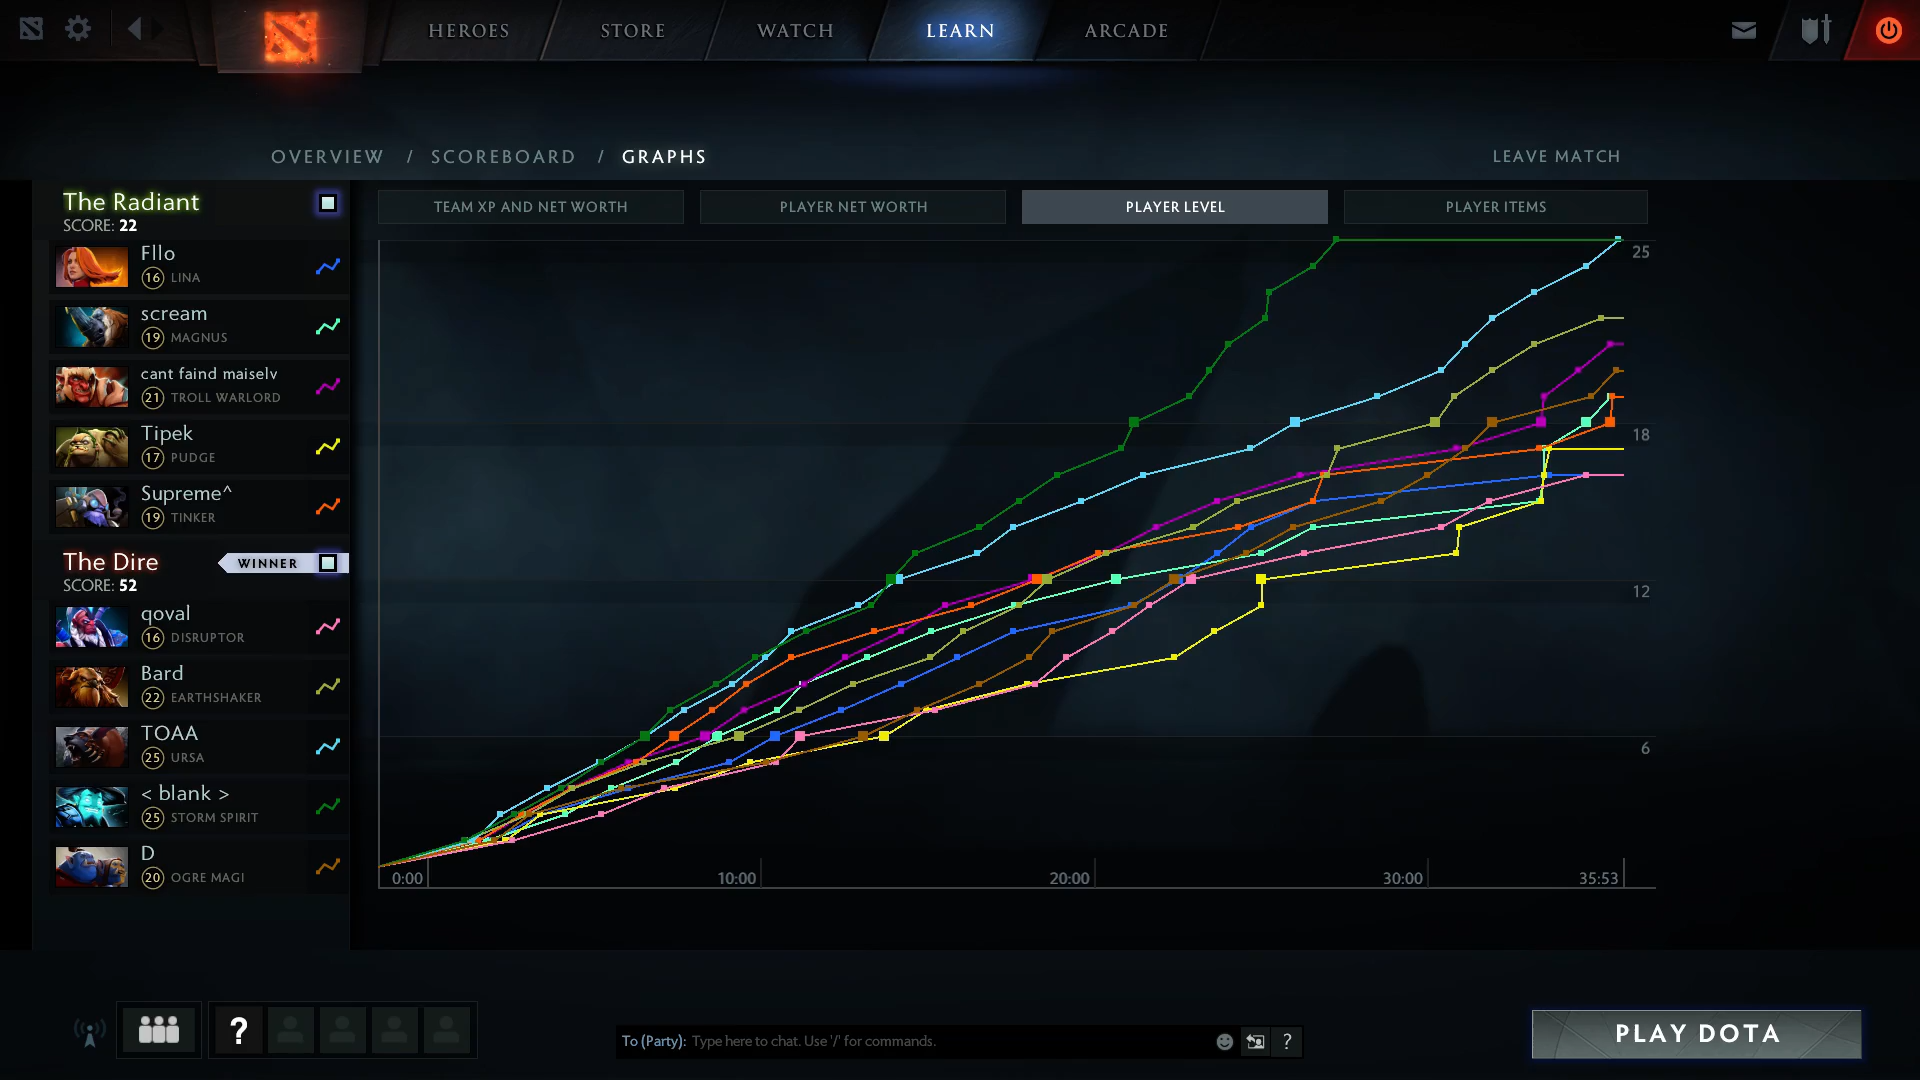 HEROES
STORE
WATCH
LEARN
ARCADE
OVERVIEW / SCOREBOARD / GRAPHS
LEAVE MATCH
The Radiant
SCORE: 22
Fllo
16 LINA
scream
19 MAGNUS
cant faind maiselv
21 TROLL WARLORD
Tipek
17 PUDGE
Supreme^
19 TINKER
The Dire
WINNER
SCORE: 52
qoval
16 DISRUPTOR
Bard
22 EARTHSHAKER
TOAA
25 URSA
< blank >
25 STORM SPIRIT
D
20 OGRE MAGI
TEAM XP AND NET WORTH
PLAYER NET WORTH
PLAYER LEVEL
PLAYER ITEMS
25
18
12
6
0:00
10:00
20:00
30:00
35:53
?
To (Party): Type here to chat. Use '/' for commands.
?
PLAY DOTA